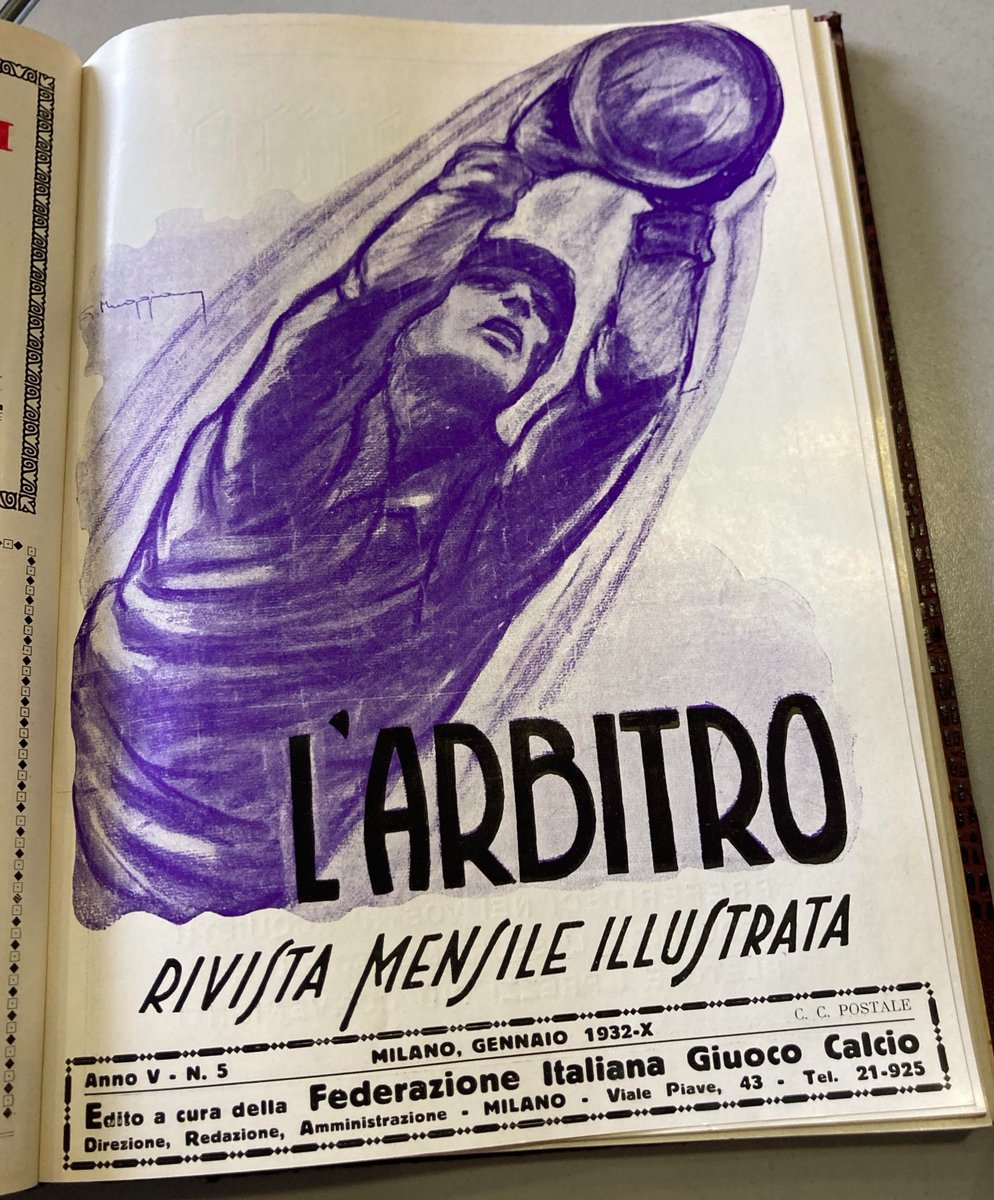 L'ARBITRO
RIVISTA MENSILE ILLUSTRATA
C. C. POSTALE
Anno V - N. 5 MILANO, GENNAIO 1932-X
Edito a cura della Federazione Italiana Giuoco Calcio
Direzione, Redazione, Amministrazione - MILANO - Viale Piave, 43 - Tel. 21-925